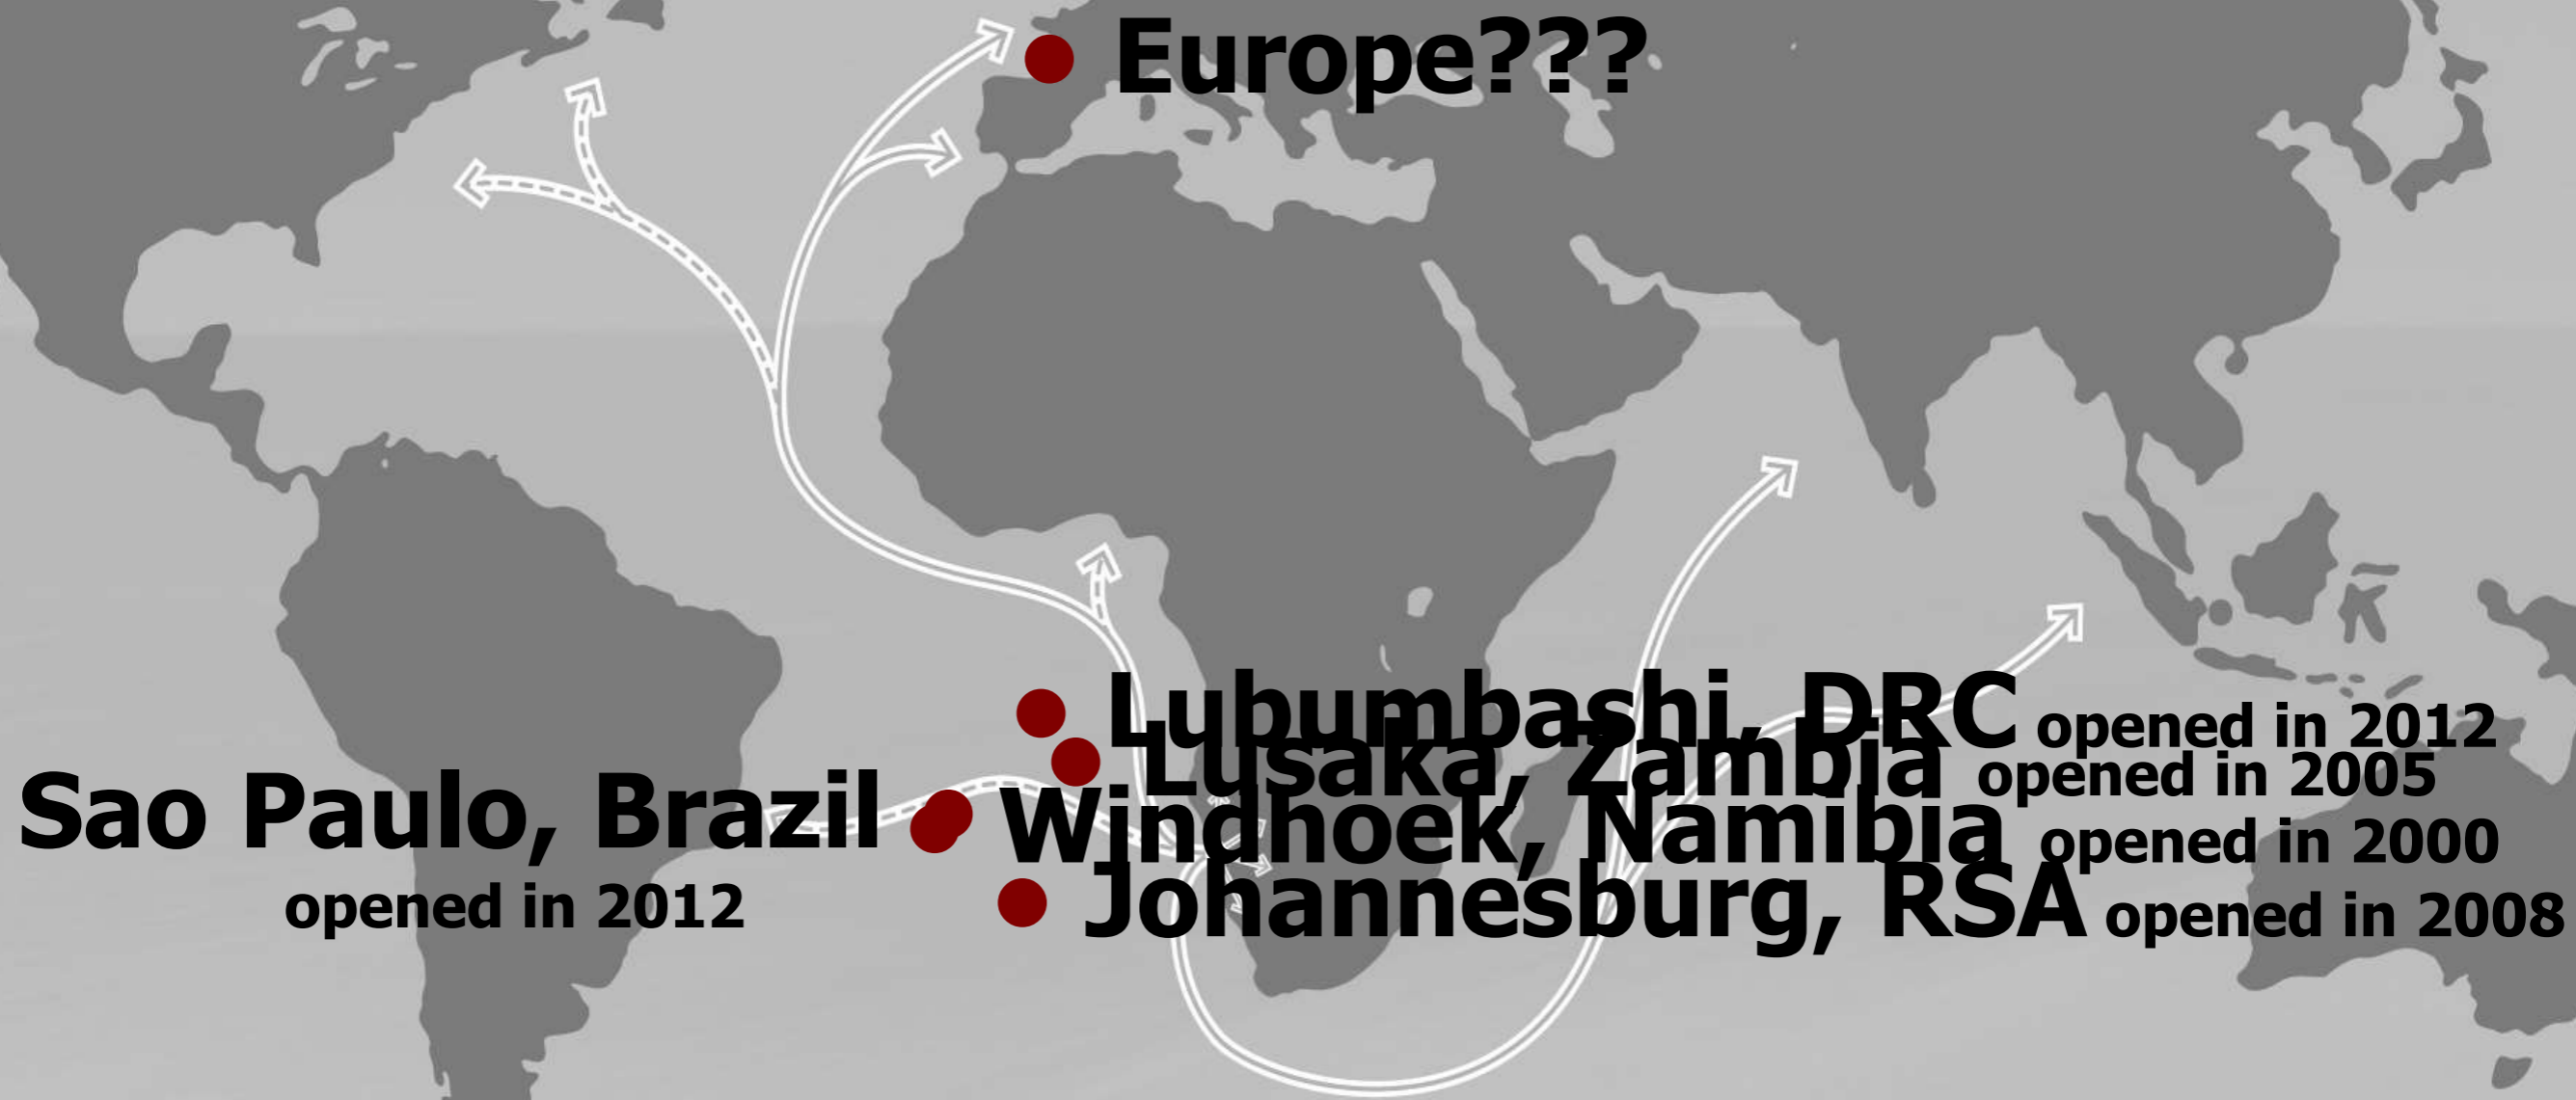 Europe???
Lubumbashi, DRC opened in 2012
Lusaka, Zambia opened in 2005
Sao Paulo, Brazil
opened in 2012
Windhoek, Namibia opened in 2000
Johannesburg, RSA opened in 2008